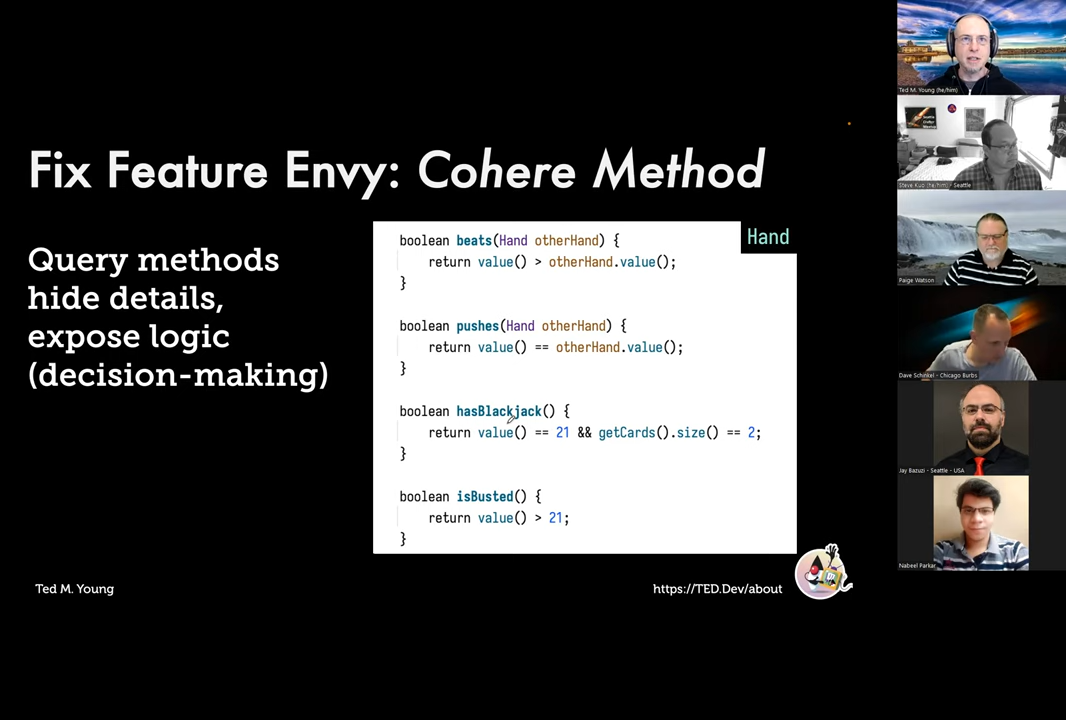 Fix Feature Envy: Cohere Method
Query methods
hide details,
expose logic
(decision-making)
Hand
boolean beats(Hand otherHand) {
return value() > otherHand.value();
}
boolean pushes(Hand otherHand) {
return value() == otherHand.value();
}
boolean hasBlackjack() {
return value() == 21 && getCards().size() == 2;
}
boolean isBusted() {
return value() > 21;
}
Ted M. Young
https://TED.Dev/about
Ted M. Young (he/him)
Steve Kuo (he/him) - Seattle
Paige Watson
Dave Schinkel - Chicago Burbs
Jay Bazuzi - Seattle - USA
Nabeel Parkar